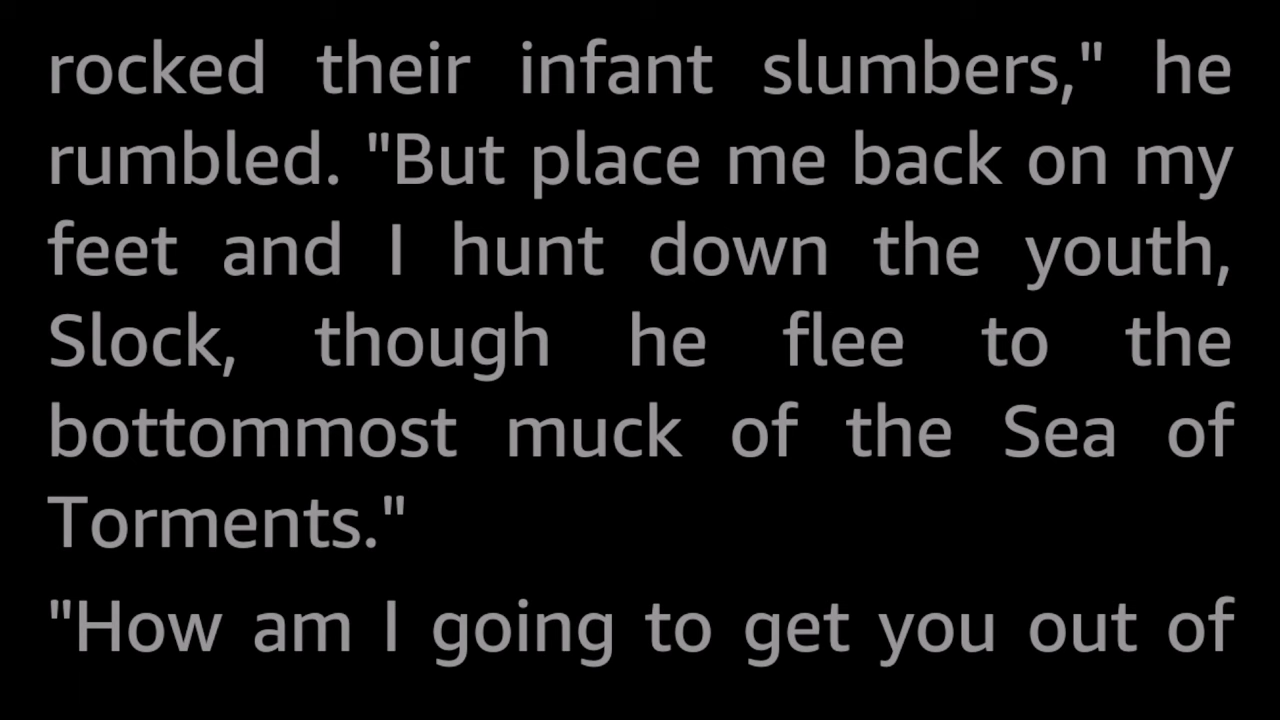 rocked their infant slumbers," he
rumbled. "But place me back on my
feet and I hunt down the youth,
Slock, though he flee to the
bottommost muck of the Sea of
Torments."
"How am I going to get you out of